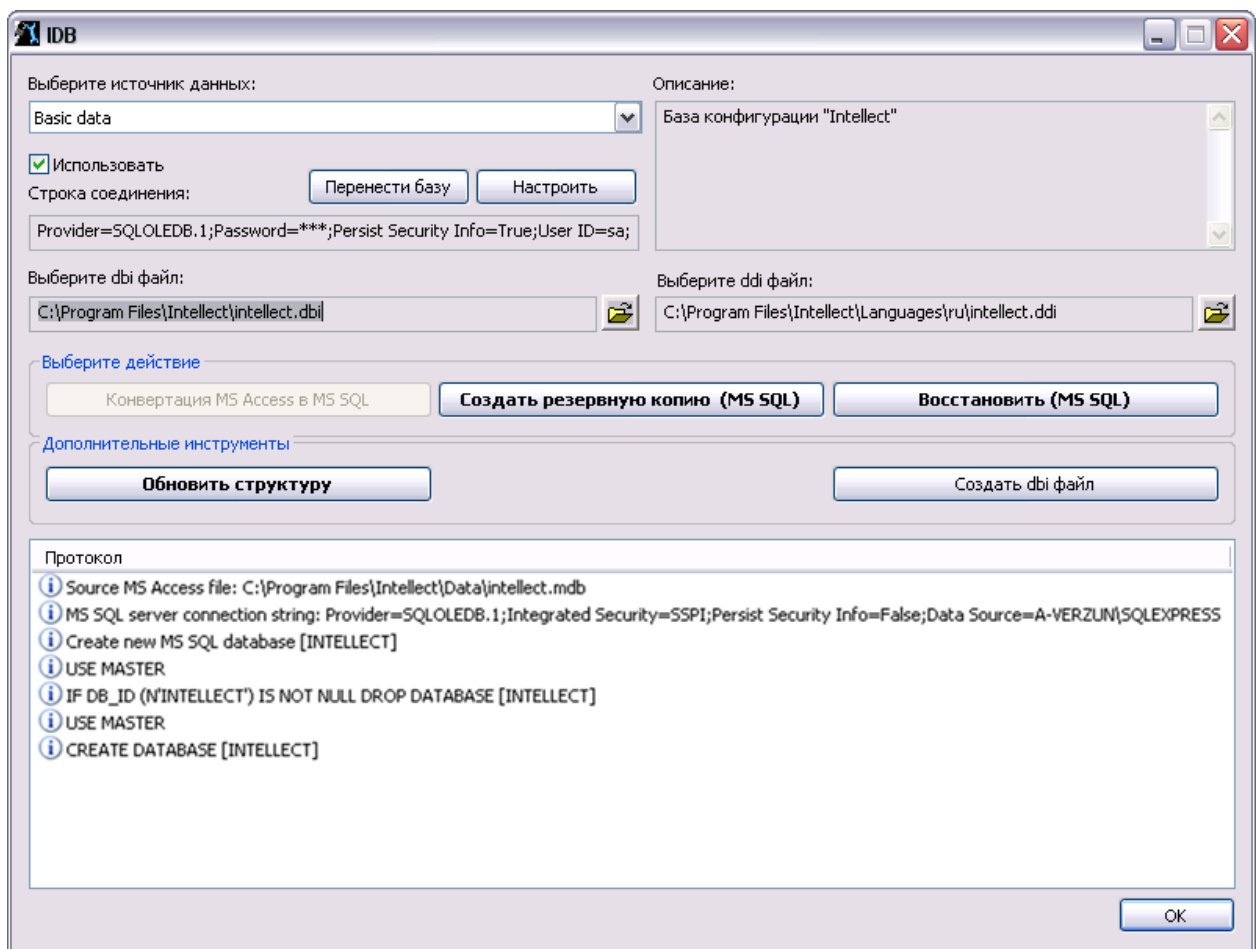 IDB
Выберите источник данных:
Basic data
Использовать
Перенести базу
Настроить
Строка соединения:
Provider=SQLOLEDB.1;Password=***;Persist Security Info=True;User ID=sa;
Описание:
База конфигурации "Intellect"
Выберите dbi файл:
C:\Program Files\Intellect\intellect.dbi
Выберите ddi файл:
C:\Program Files\Intellect\Languages\ru\intellect.ddi
Выберите действие
Конвертация MS Access в MS SQL
Создать резервную копию (MS SQL)
Восстановить (MS SQL)
Дополнительные инструменты
Обновить структуру
Создать dbi файл
Протокол
Source MS Access file: C:\Program Files\Intellect\Data\intellect.mdb
MS SQL server connection string: Provider=SQLOLEDB.1;Integrated Security=SSPI;Persist Security Info=False;Data Source=A-VERZUN\SQLEXPRESS
Create new MS SQL database [INTELLECT]
USE MASTER
IF DB_ID (N'INTELLECT') IS NOT NULL DROP DATABASE [INTELLECT]
USE MASTER
CREATE DATABASE [INTELLECT]
OK